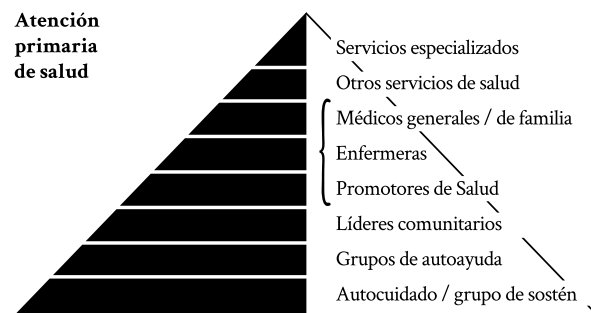 Atención
primaria
de salud
Servicios especializados
Otros servicios de salud
Médicos generales / de familia
Enfermeras
Promotores de Salud
Líderes comunitarios
Grupos de autoayuda
Autocuidado / grupo de sostén